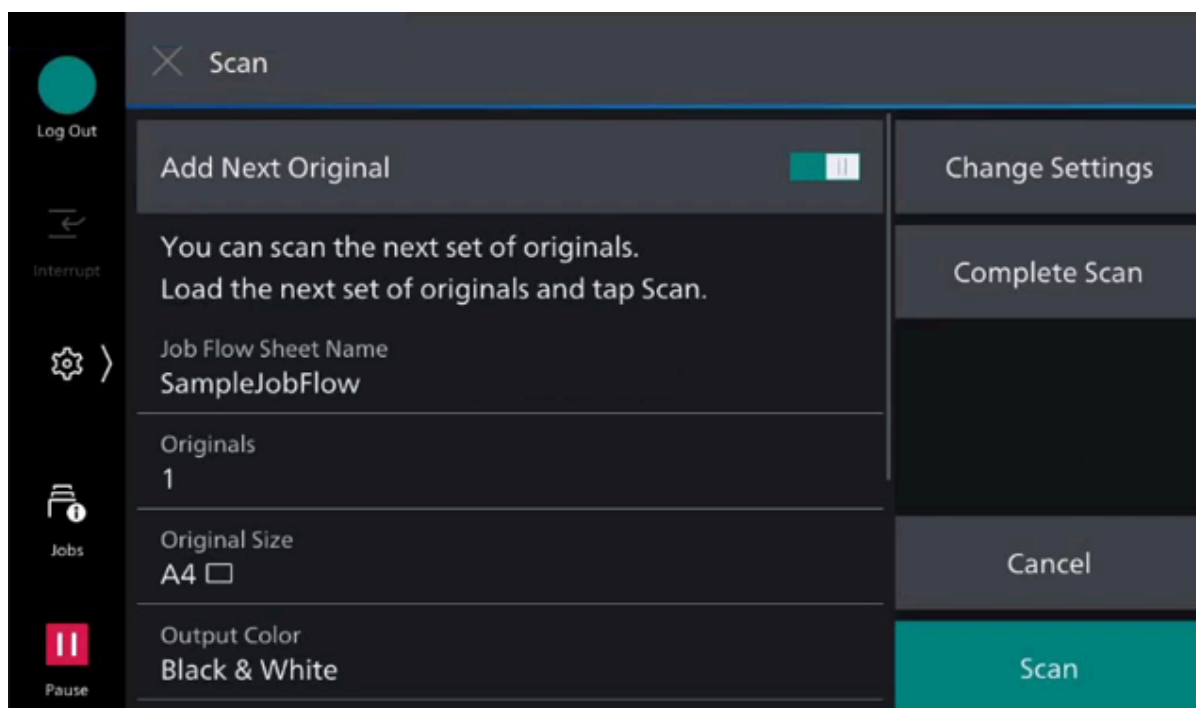 Scan
Log Out
Add Next Original
Change Settings
Interrupt
You can scan the next set of originals.
Load the next set of originals and tap Scan.
Complete Scan
Job Flow Sheet Name
SampleJobFlow
Originals
1
Jobs
Original Size
A4
Cancel
Output Color
Black & White
Scan
Pause